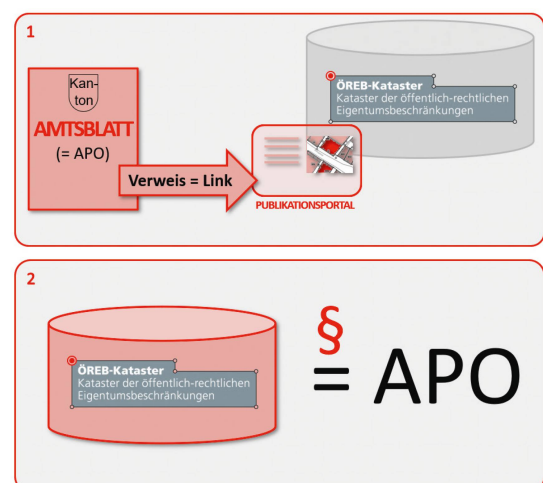 1
Kan-
ton
AMTSBLATT
(= APO)
Verweis = Link
ÖREB-Kataster
Kataster der öffentlich-rechtlichen
Eigentumsbeschränkungen
PUBLIKATIONSPORTAL
2
ÖREB-Kataster
Kataster der öffentlich-rechtlichen
Eigentumsbeschränkungen
§
= APO